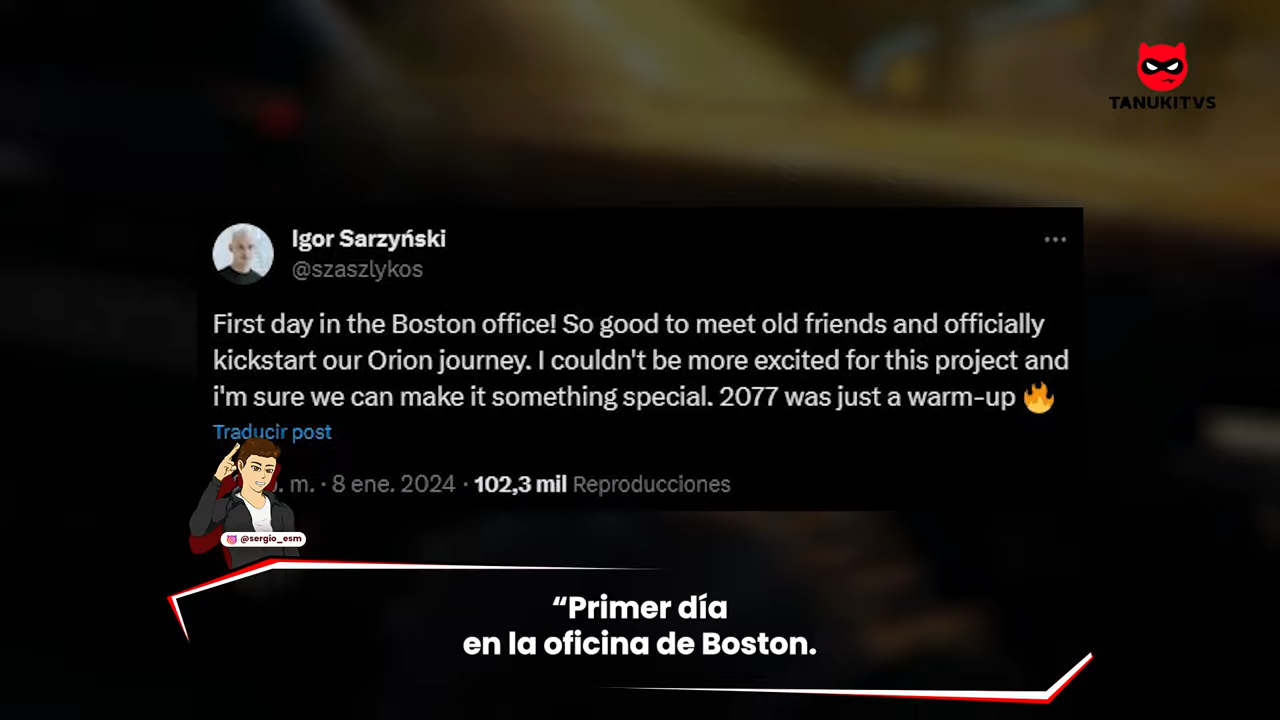 TANUKITVS
Igor Sarzyński
@szaszlykos
First day in the Boston office! So good to meet old friends and officially
kickstart our Orion journey. I couldn't be more excited for this project and
i'm sure we can make it something special. 2077 was just a warm-up 🔥
Traducir post
. m. · 8 ene. 2024 · 102,3 mil Reproducciones
@sergio_esm
“Primer día
en la oficina de Boston.